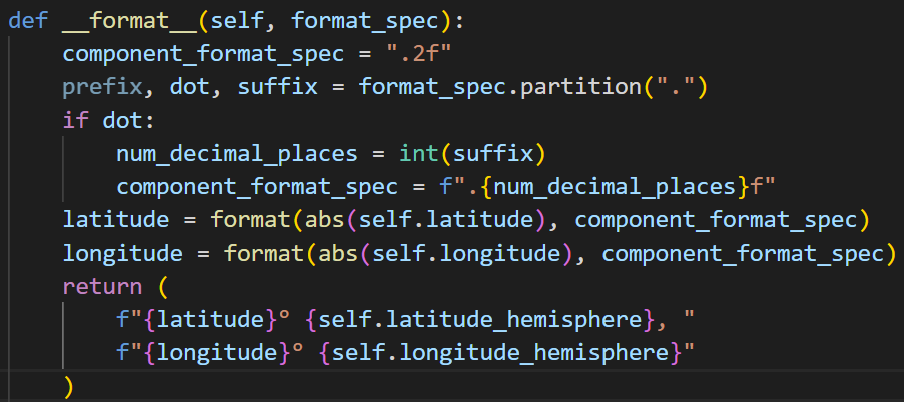 def __format__(self, format_spec):
    component_format_spec = ".2f"
    prefix, dot, suffix = format_spec.partition(".")
    if dot:
        num_decimal_places = int(suffix)
        component_format_spec = f".{num_decimal_places}f"
    latitude = format(abs(self.latitude), component_format_spec)
    longitude = format(abs(self.longitude), component_format_spec)
    return (
        f"{latitude}° {self.latitude_hemisphere}, "
        f"{longitude}° {self.longitude_hemisphere}"
    )